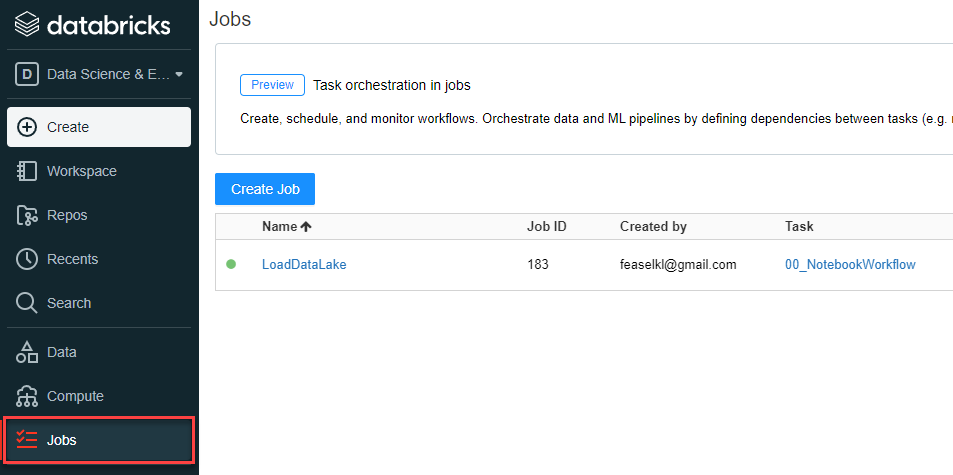 databricks
D Data Science & E...
Create
Workspace
Repos
Recents
Search
Data
Compute
Jobs
Jobs
Preview Task orchestration in jobs
Create, schedule, and monitor workflows. Orchestrate data and ML pipelines by defining dependencies between tasks (e.g.
Create Job
Name Job ID Created by Task
LoadDataLake 183 feaselkl@gmail.com 00_NotebookWorkflow